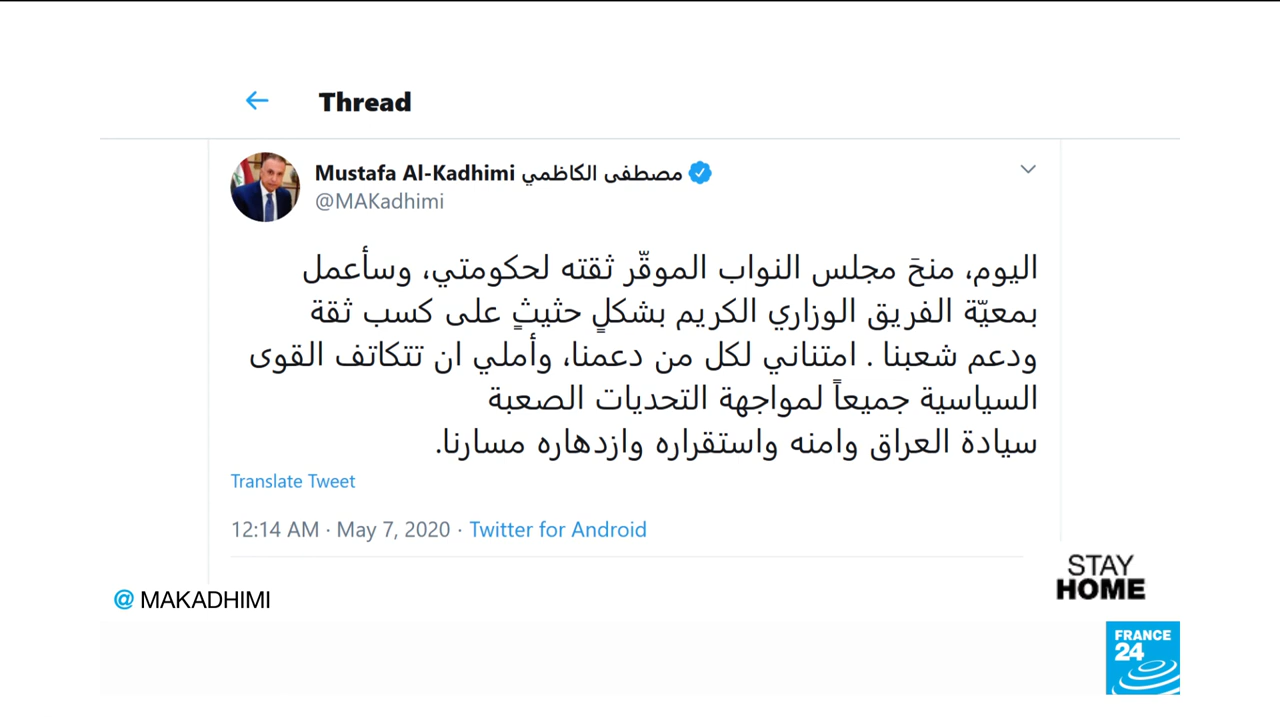 Thread
Mustafa Al-Kadhimi مصطفى الكاظمي
@MAKadhimi
اليوم، منحَ مجلس النواب الموقّر ثقته لحكومتي، وسأعمل
بمعيّة الفريق الوزاري الكريم بشكلٍ حثيثٍ على كسب ثقة
ودعم شعبنا . امتناني لكل من دعمنا، وأملي ان تتكاتف القوى
السياسية جميعاً لمواجهة التحديات الصعبة
سيادة العراق وامنه واستقراره وازدهاره مسارنا.
Translate Tweet
12:14 AM · May 7, 2020 · Twitter for Android
STAY
HOME
@ MAKADHIMI
FRANCE
24